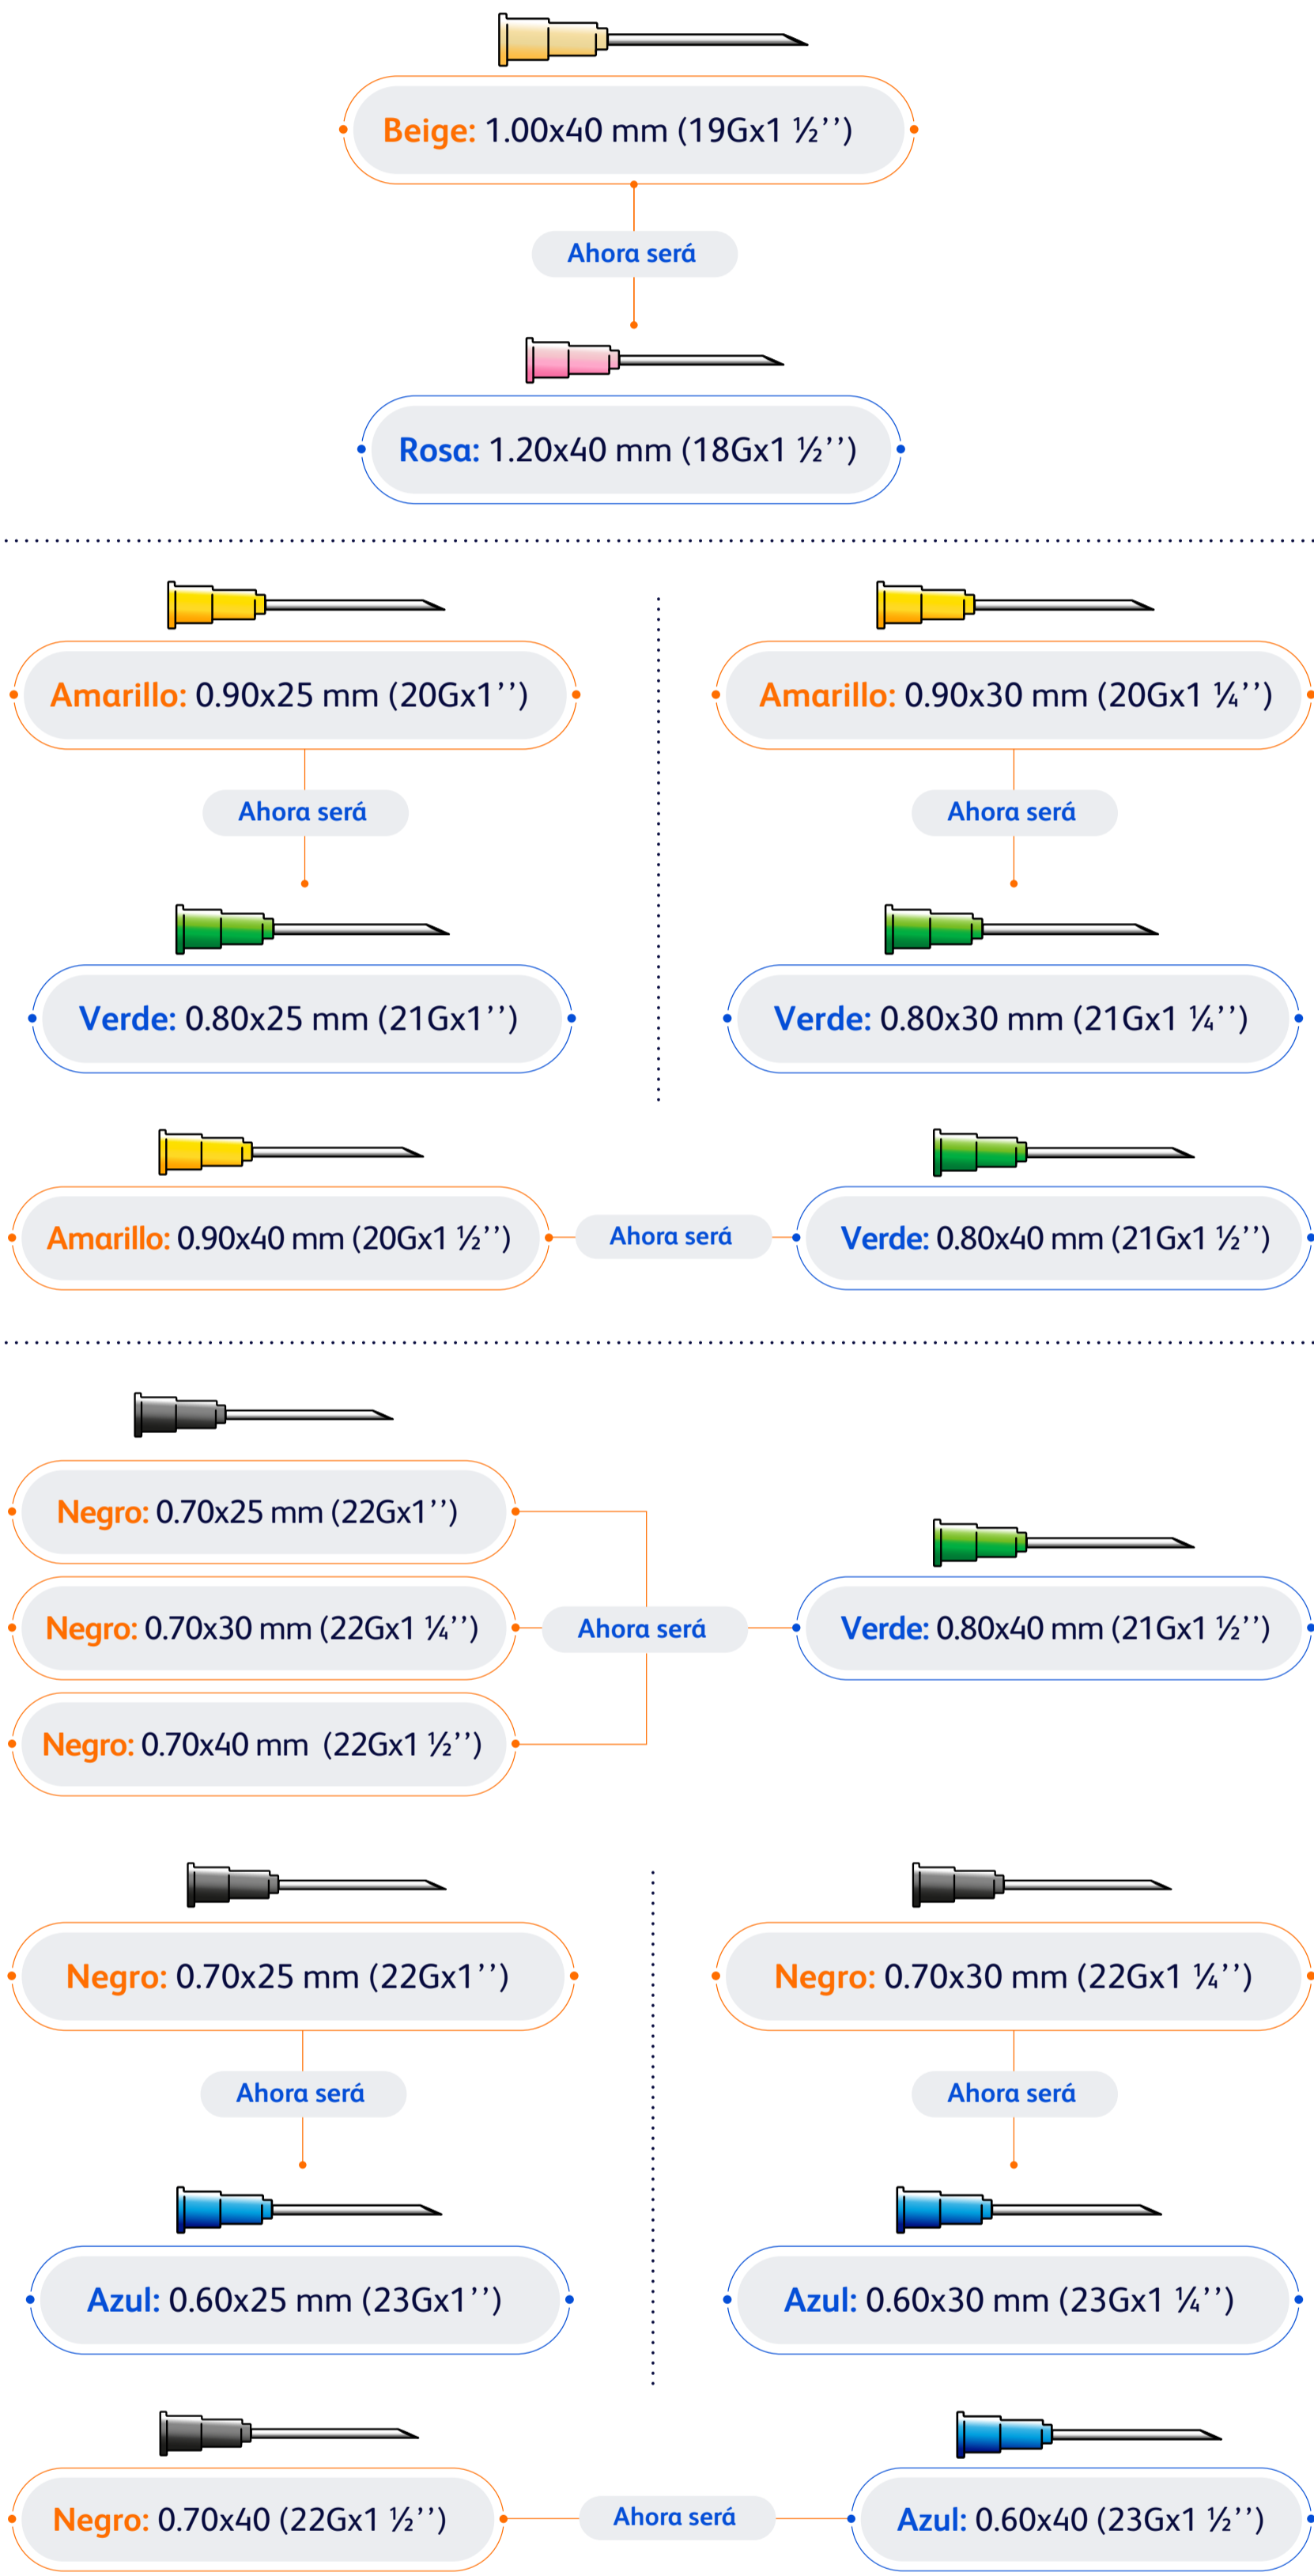 Beige: 1.00x40 mm (19Gx1 ½’’)
Ahora será
Rosa: 1.20x40 mm (18Gx1 ½’’)
Amarillo: 0.90x25 mm (20Gx1’’)
Ahora será
Verde: 0.80x25 mm (21Gx1’’)
Amarillo: 0.90x30 mm (20Gx1 ¼’’)
Ahora será
Verde: 0.80x30 mm (21Gx1 ¼’’)
Amarillo: 0.90x40 mm (20Gx1 ½’’)
Ahora será
Verde: 0.80x40 mm (21Gx1 ½’’)
Negro: 0.70x25 mm (22Gx1’’)
Negro: 0.70x30 mm (22Gx1 ¼’’)
Negro: 0.70x40 mm (22Gx1 ½’’)
Ahora será
Verde: 0.80x40 mm (21Gx1 ½’’)
Negro: 0.70x25 mm (22Gx1’’)
Ahora será
Azul: 0.60x25 mm (23Gx1’’)
Negro: 0.70x30 mm (22Gx1 ¼’’)
Ahora será
Azul: 0.60x30 mm (23Gx1 ¼’’)
Negro: 0.70x40 (22Gx1 ½’’)
Ahora será
Azul: 0.60x40 (23Gx1 ½’’)